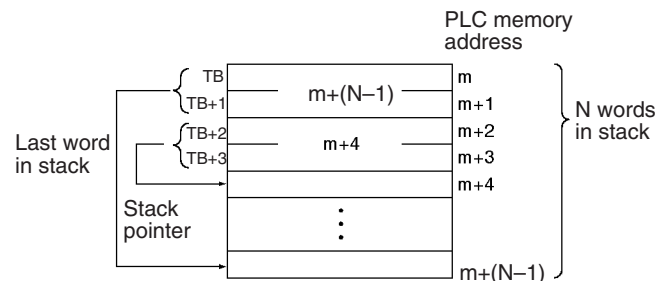 PLC memory
address
TB
m
m+(N–1)
TB+1
m+1
TB+2
m+2
m+4
TB+3
m+3
m+4
Last word
in stack
N words
in stack
Stack
pointer
m+(N–1)